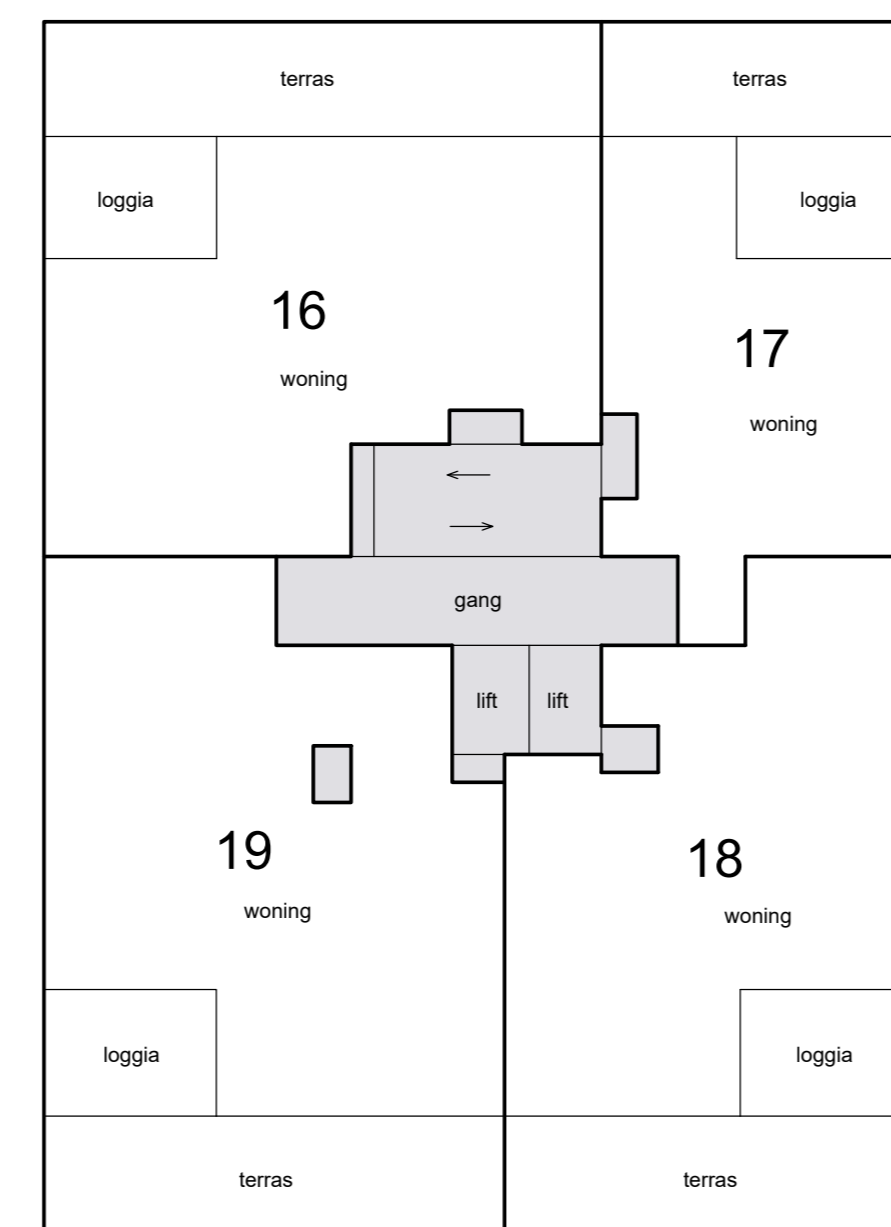 terras
terras
loggia
loggia
16
17
woning
woning
gang
lift
lift
19
18
woning
woning
loggia
loggia
terras
terras